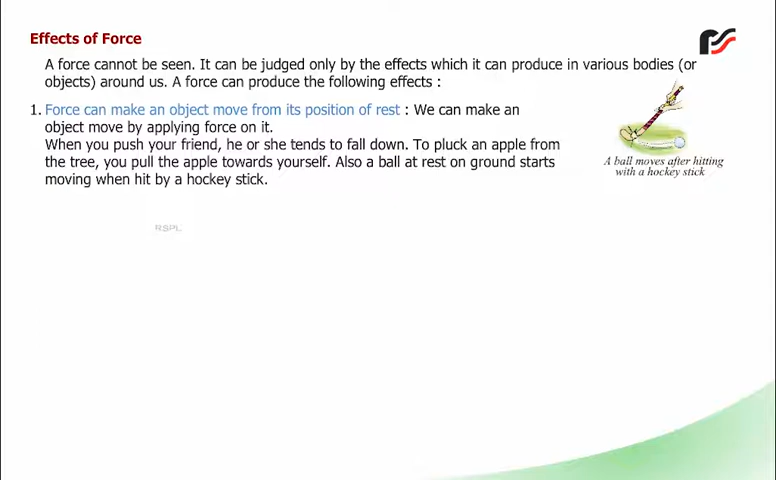 Effects of Force
A force cannot be seen. It can be judged only by the effects which it can produce in various bodies (or
objects) around us. A force can produce the following effects :
1. Force can make an object move from its position of rest : We can make an
object move by applying force on it.
When you push your friend, he or she tends to fall down. To pluck an apple from
the tree, you pull the apple towards yourself. Also a ball at rest on ground starts
moving when hit by a hockey stick.
A ball moves after hitting
with a hockey stick
RSPL